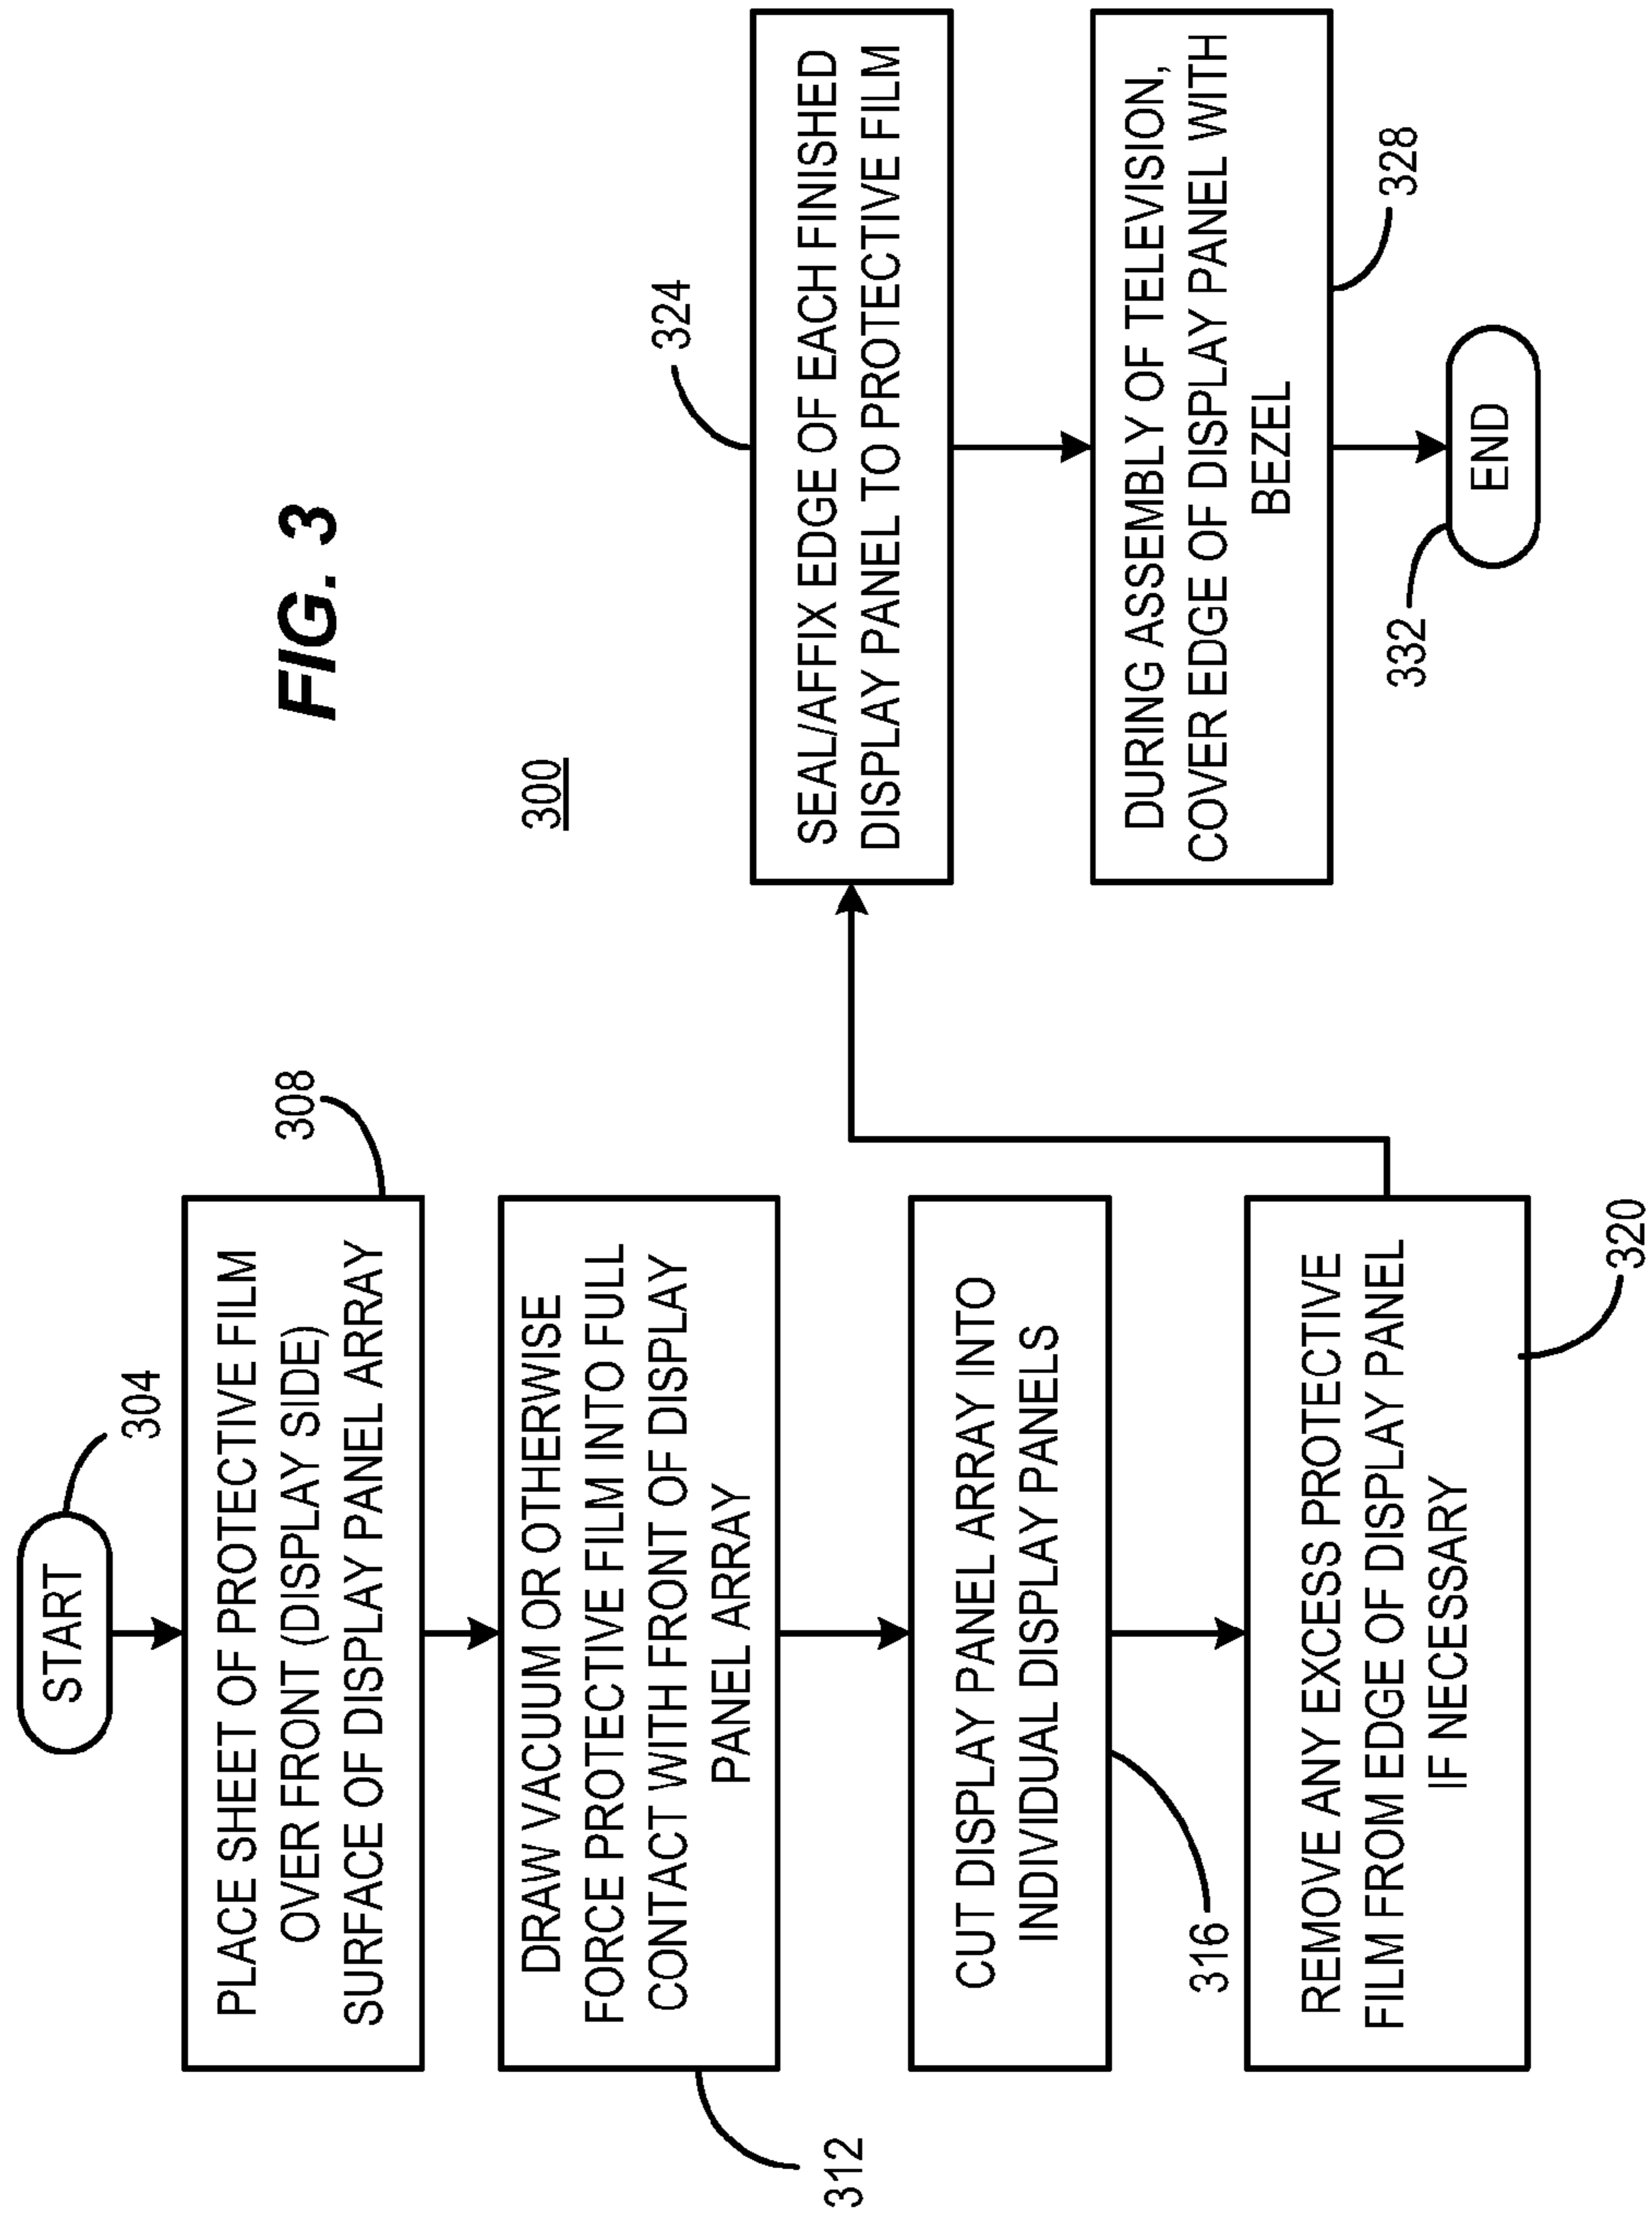 FIG. 3
300
START
304
PLACE SHEET OF PROTECTIVE FILM
OVER FRONT (DISPLAY SIDE)
SURFACE OF DISPLAY PANEL ARRAY
308
DRAW VACUUM OR OTHERWISE
FORCE PROTECTIVE FILM INTO FULL
CONTACT WITH FRONT OF DISPLAY
PANEL ARRAY
312
CUT DISPLAY PANEL ARRAY INTO
INDIVIDUAL DISPLAY PANELS
316
REMOVE ANY EXCESS PROTECTIVE
FILM FROM EDGE OF DISPLAY PANEL
IF NECESSARY
320
SEAL/AFFIX EDGE OF EACH FINISHED
DISPLAY PANEL TO PROTECTIVE FILM
324
DURING ASSEMBLY OF TELEVISION,
COVER EDGE OF DISPLAY PANEL WITH
BEZEL
328
END
332